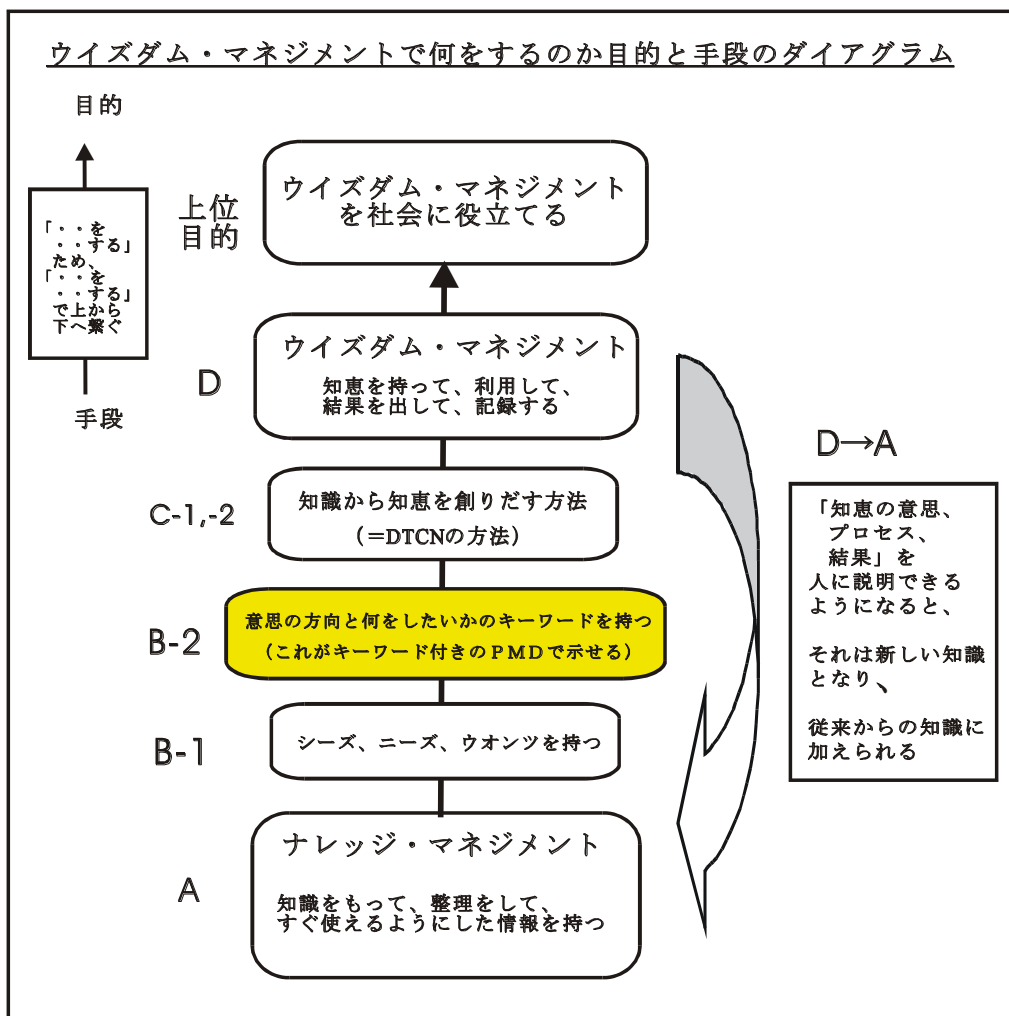 ウイズダム・マネジメントで何をするのか目的と手段のダイアグラム
目的
「・・を
・・する」
ため、
「・・を
・・する」
で上から
下へ繋ぐ
手段
上位
目的
ウイズダム・マネジメント
を社会に役立てる
D
ウイズダム・マネジメント
知恵を持って、利用して、
結果を出して、記録する
C-1,-2
知識から知恵を創りだす方法
（＝DTCNの方法）
B-2
意思の方向と何をしたいかのキーワードを持つ
（これがキーワード付きのＰＭＤで示せる）
B-1
シーズ、ニーズ、ウオンツを持つ
A
ナレッジ・マネジメント
知識をもって、整理をして、
すぐ使えるようにした情報を持つ
D→A
「知恵の意思、
プロセス、
結果」を
人に説明できる
ようになると、
それは新しい知識
となり、
従来からの知識に
加えられる